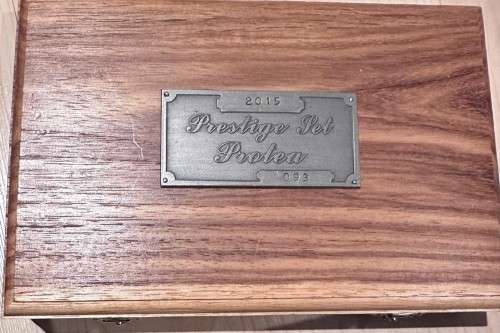 2015
Prestige Set
Protea
093